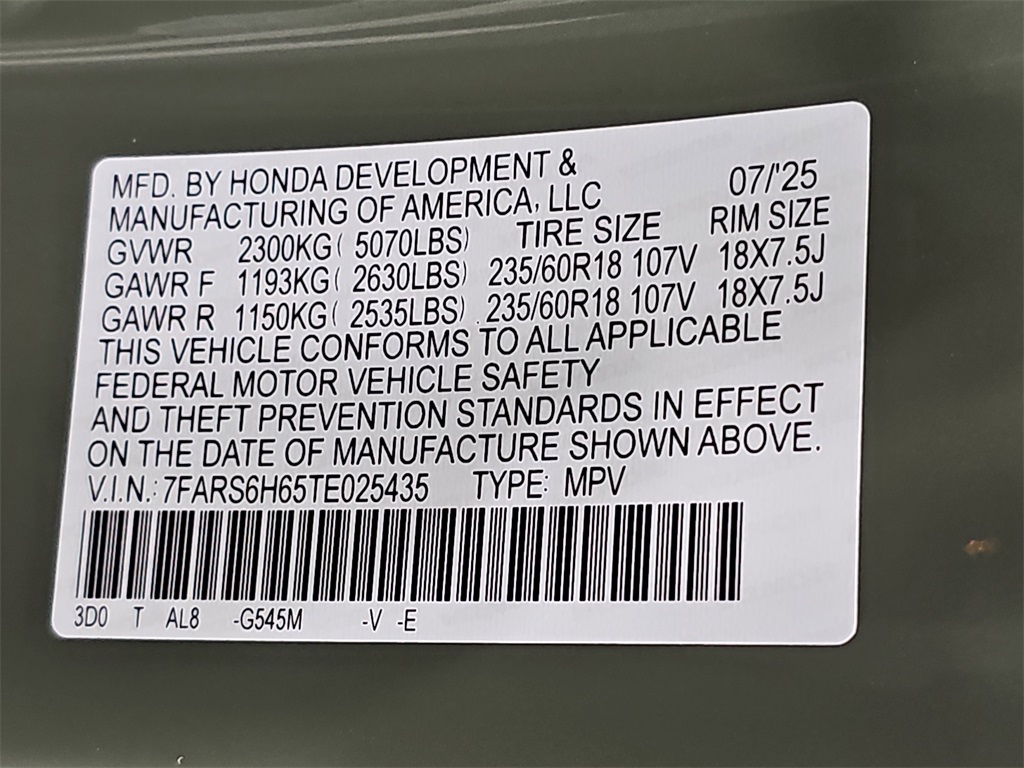 MFD. BY HONDA DEVELOPMENT &
MANUFACTURING OF AMERICA, LLC 07/'25
GVWR 2300KG( 5070LBS) TIRE SIZE RIM SIZE
GAWR F 1193KG( 2630LBS) 235/60R18 107V 18X7.5J
GAWR R 1150KG( 2535LBS) 235/60R18 107V 18X7.5J
THIS VEHICLE CONFORMS TO ALL APPLICABLE
FEDERAL MOTOR VEHICLE SAFETY
AND THEFT PREVENTION STANDARDS IN EFFECT
ON THE DATE OF MANUFACTURE SHOWN ABOVE.
V.I.N.: 7FARS6H65TE025435 TYPE: MPV
3D0 T AL8 -G545M -V -E